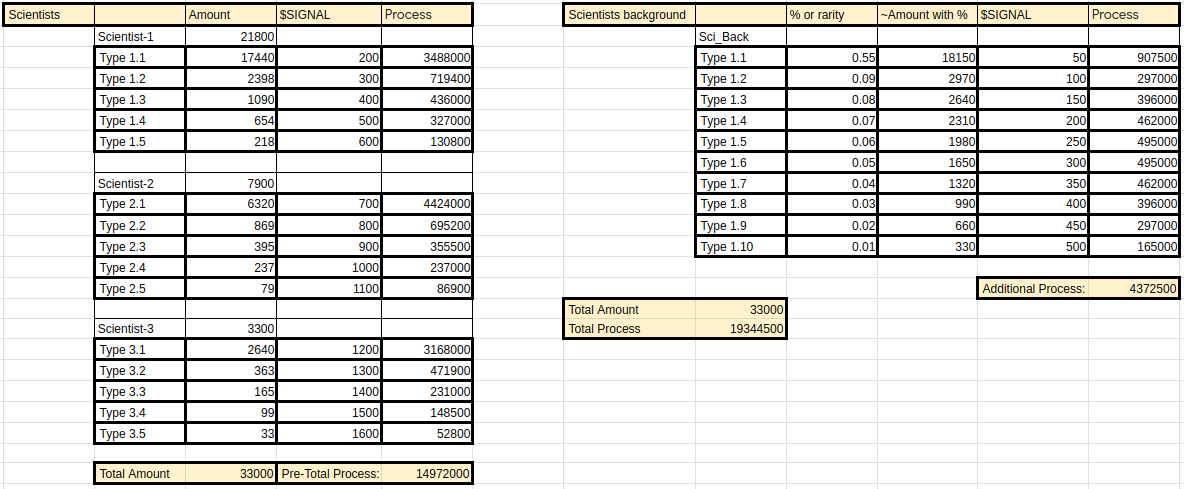 Scientists Amount $SIGNAL Process
Scientist-1 21800
Type 1.1 17440 200 3488000
Type 1.2 2398 300 719400
Type 1.3 1090 400 436000
Type 1.4 654 500 327000
Type 1.5 218 600 130800
Scientist-2 7900
Type 2.1 6320 700 4424000
Type 2.2 869 800 695200
Type 2.3 395 900 355500
Type 2.4 237 1000 237000
Type 2.5 79 1100 86900
Scientist-3 3300
Type 3.1 2640 1200 3168000
Type 3.2 363 1300 471900
Type 3.3 165 1400 231000
Type 3.4 99 1500 148500
Type 3.5 33 1600 52800
Total Amount 33000 Pre-Total Process: 14972000
Scientists background % or rarity ~Amount with % $SIGNAL Process
Sci_Back
Type 1.1 0.55 18150 50 907500
Type 1.2 0.09 2970 100 297000
Type 1.3 0.08 2640 150 396000
Type 1.4 0.07 2310 200 462000
Type 1.5 0.06 1980 250 495000
Type 1.6 0.05 1650 300 495000
Type 1.7 0.04 1320 350 462000
Type 1.8 0.03 990 400 396000
Type 1.9 0.02 660 450 297000
Type 1.10 0.01 330 500 165000
Additional Process: 4372500
Total Amount 33000
Total Process 19344500